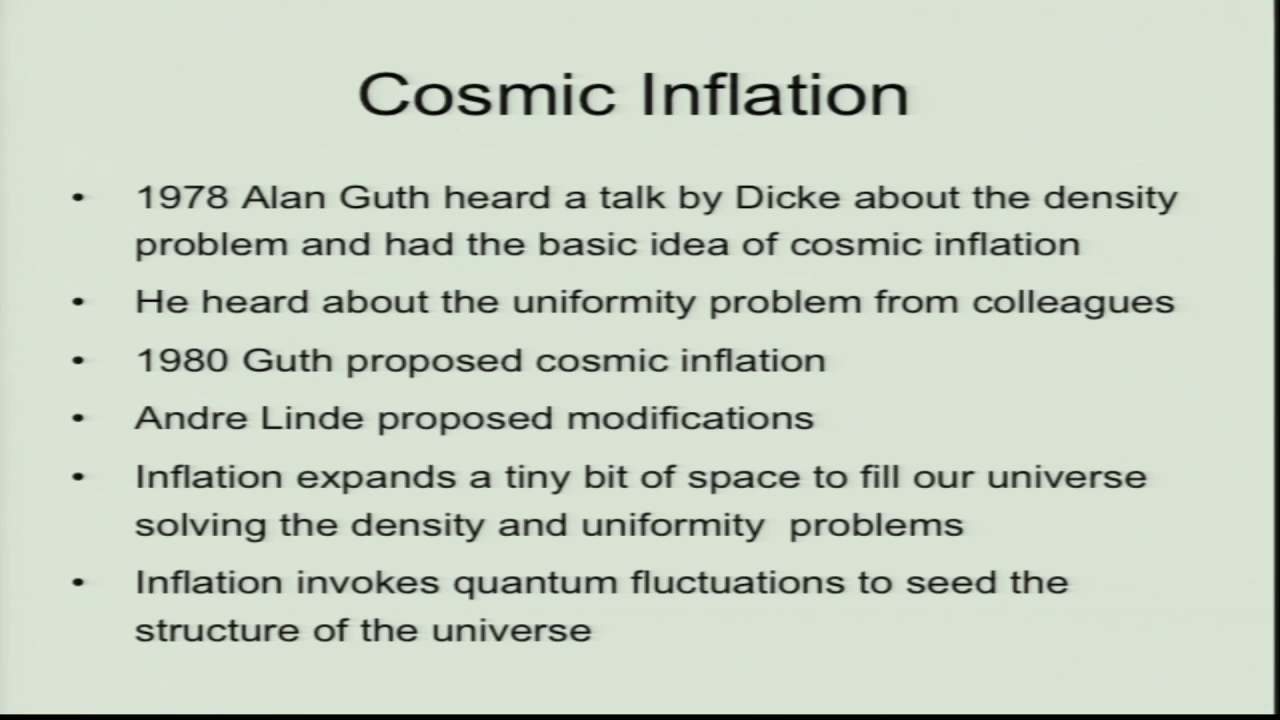 Cosmic Inflation
• 1978 Alan Guth heard a talk by Dicke about the density
problem and had the basic idea of cosmic inflation
• He heard about the uniformity problem from colleagues
• 1980 Guth proposed cosmic inflation
• Andre Linde proposed modifications
• Inflation expands a tiny bit of space to fill our universe
solving the density and uniformity problems
• Inflation invokes quantum fluctuations to seed the
structure of the universe